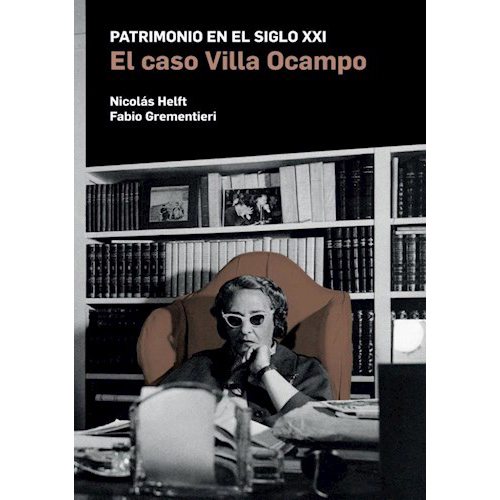 PATRIMONIO EN EL SIGLO XXI
El caso Villa Ocampo
Nicolás Helft
Fabio Grementieri